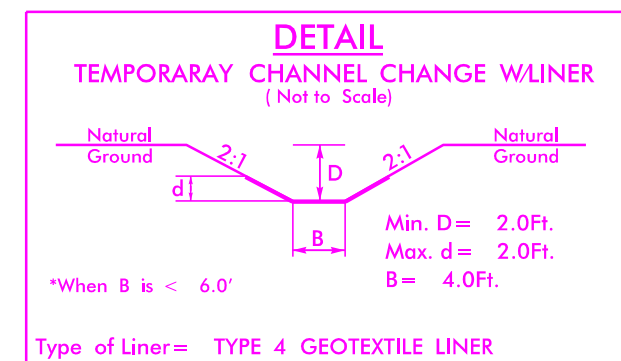 DETAIL
TEMPORARAY CHANNEL CHANGE W/LINER
( Not to Scale)
Natural
Ground
2:1
D
2:1
Natural
Ground
d
B
Min. D= 2.0Ft.
Max. d= 2.0Ft.
B= 4.0Ft.
*When B is < 6.0'
Type of Liner= TYPE 4 GEOTEXTILE LINER